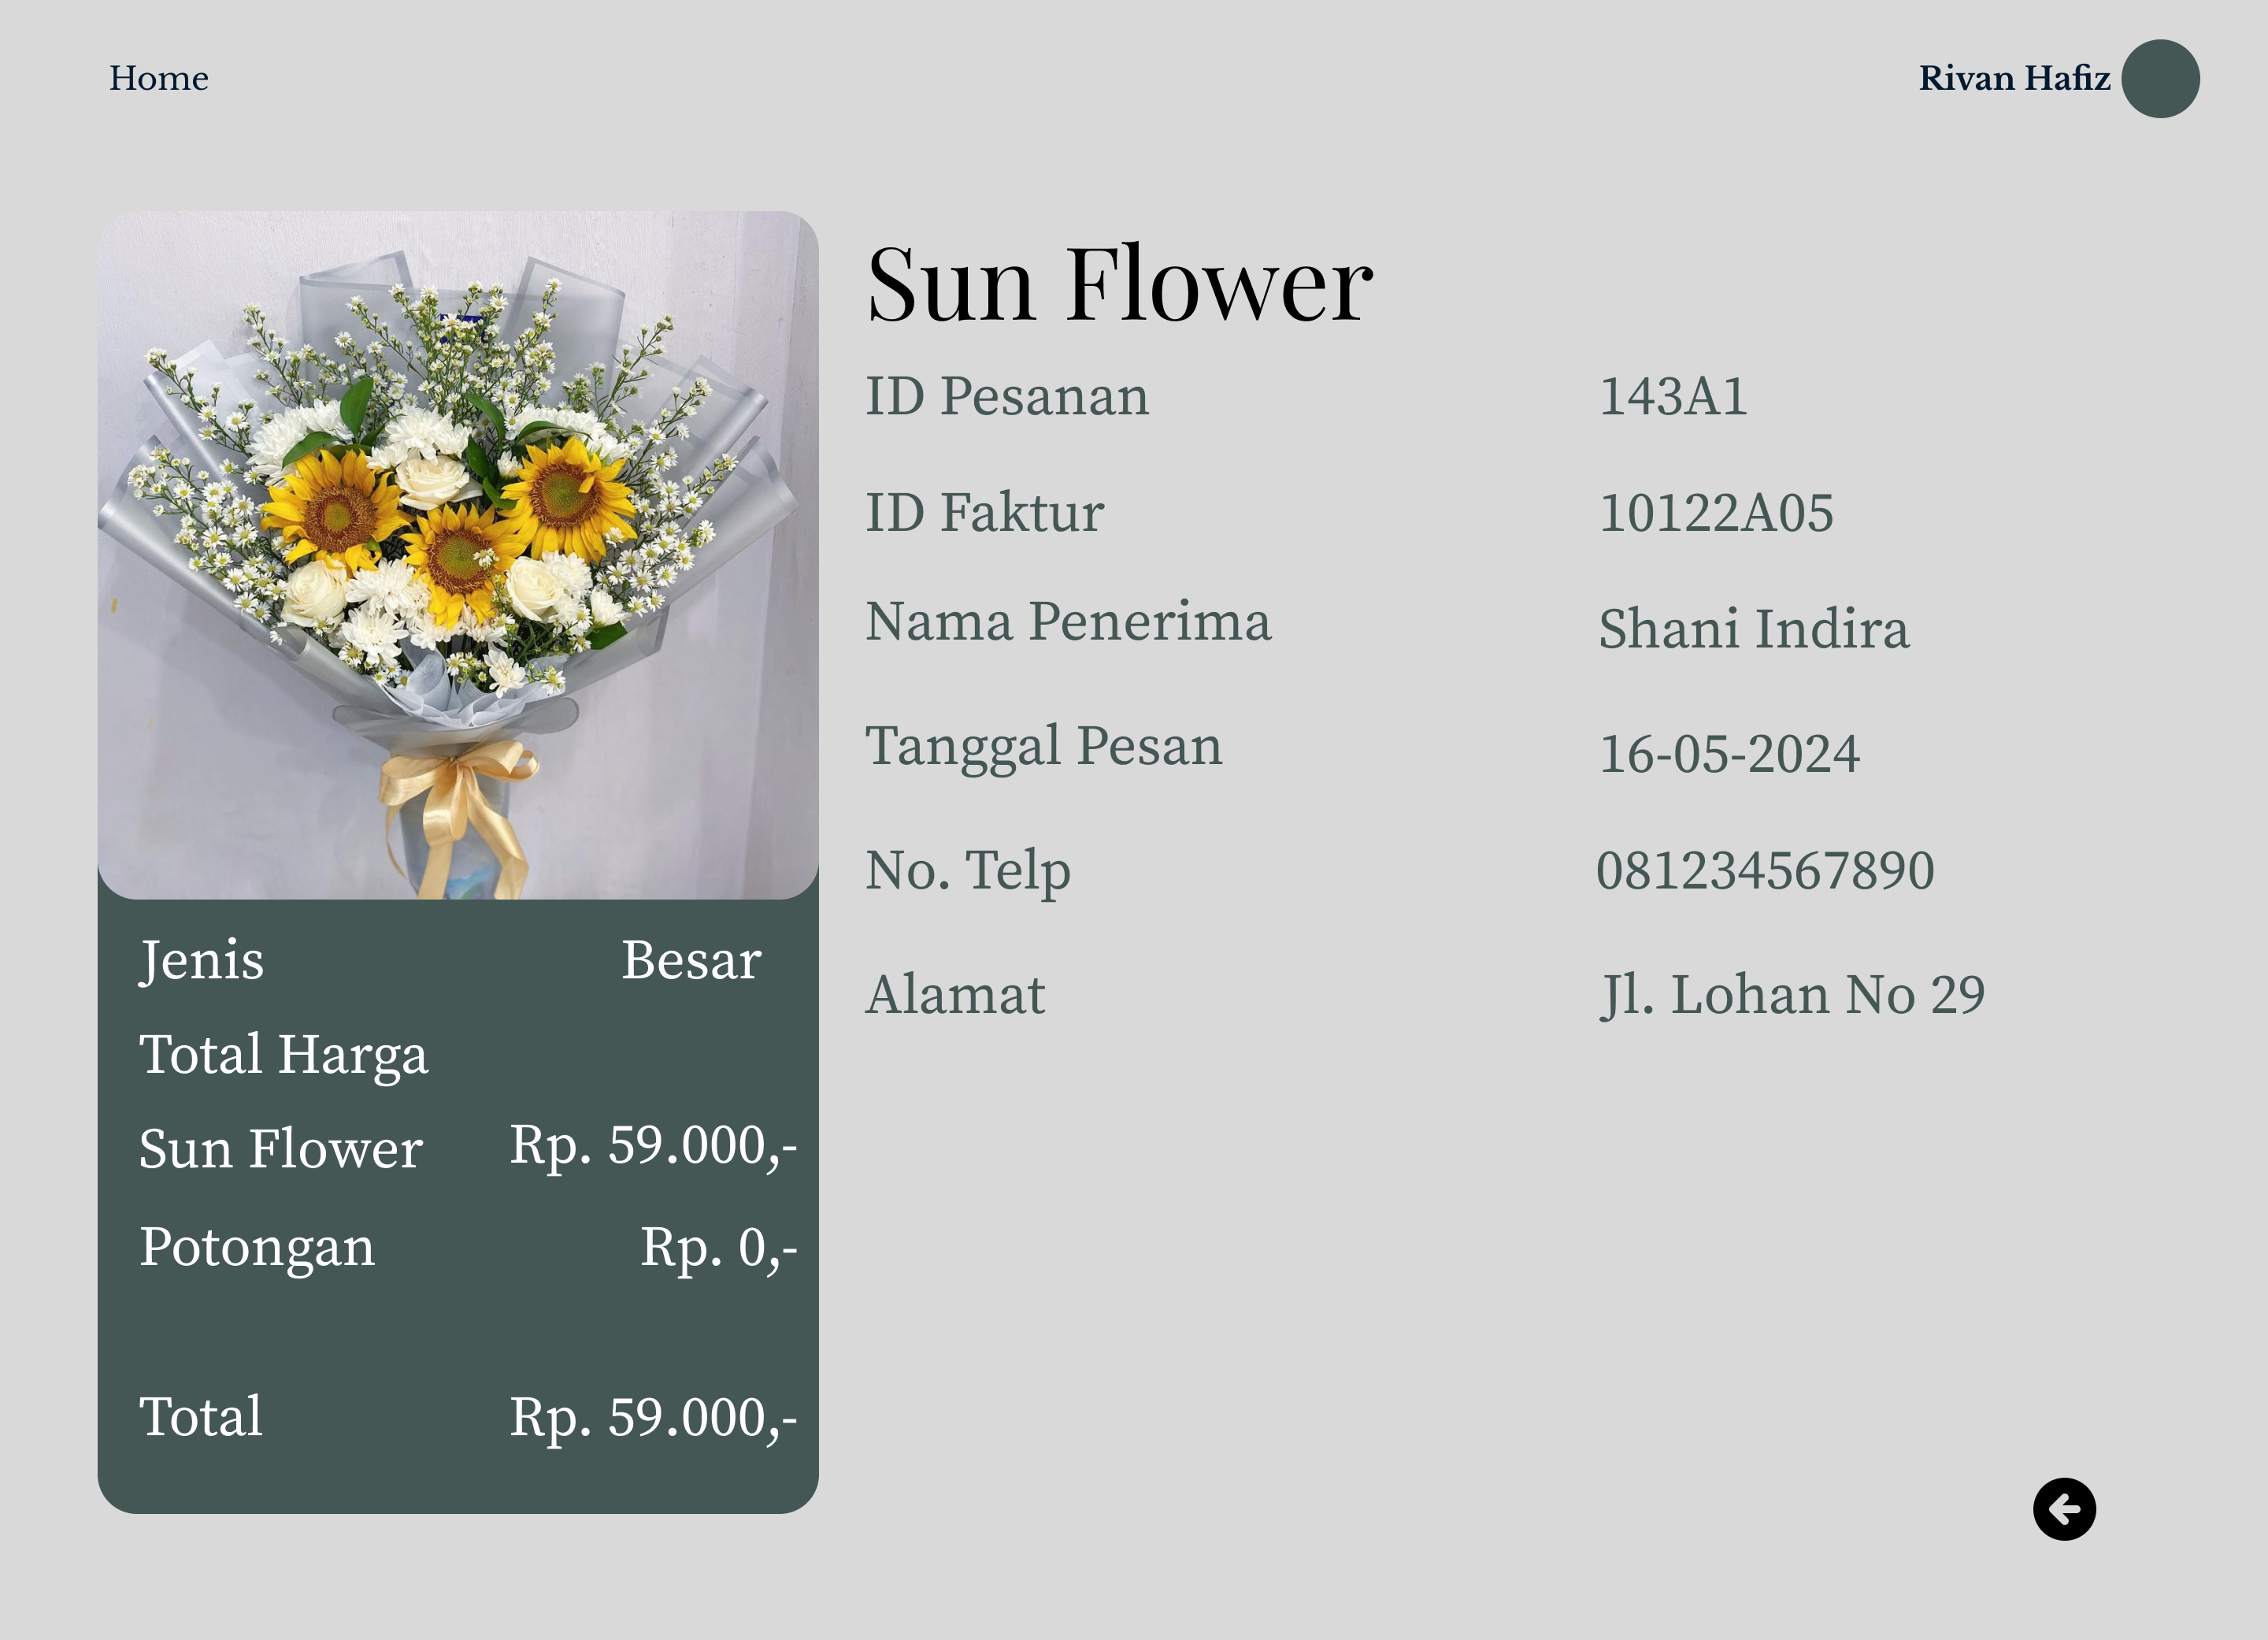 Home
Rivan Hafiz
Sun Flower
ID Pesanan 143A1
ID Faktur 10122A05
Nama Penerima Shani Indira
Tanggal Pesan 16-05-2024
No. Telp 081234567890
Alamat Jl. Lohan No 29
Jenis Besar
Total Harga
Sun Flower Rp. 59.000,-
Potongan Rp. 0,-
Total Rp. 59.000,-